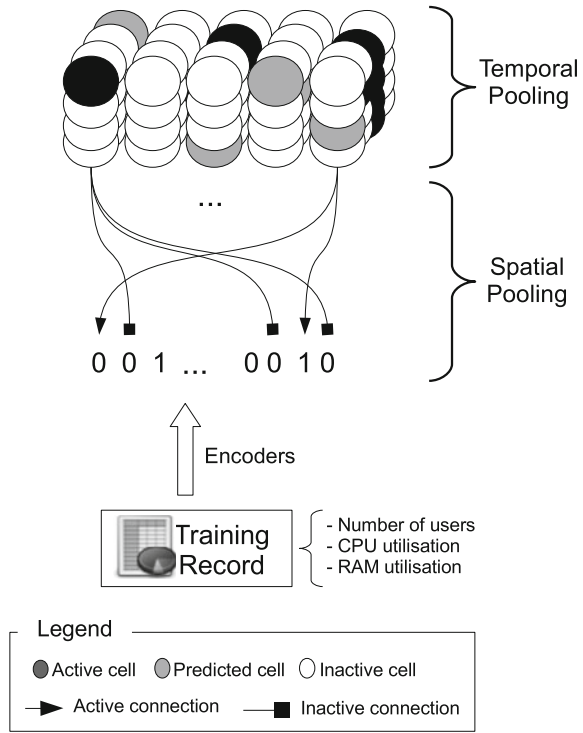 Temporal
Pooling
...
Spatial
Pooling
0 0 1 ... 0 0 1 0
Encoders
Training
Record
- Number of users
- CPU utilisation
- RAM utilisation
Legend
Active cell Predicted cell Inactive cell
Active connection Inactive connection